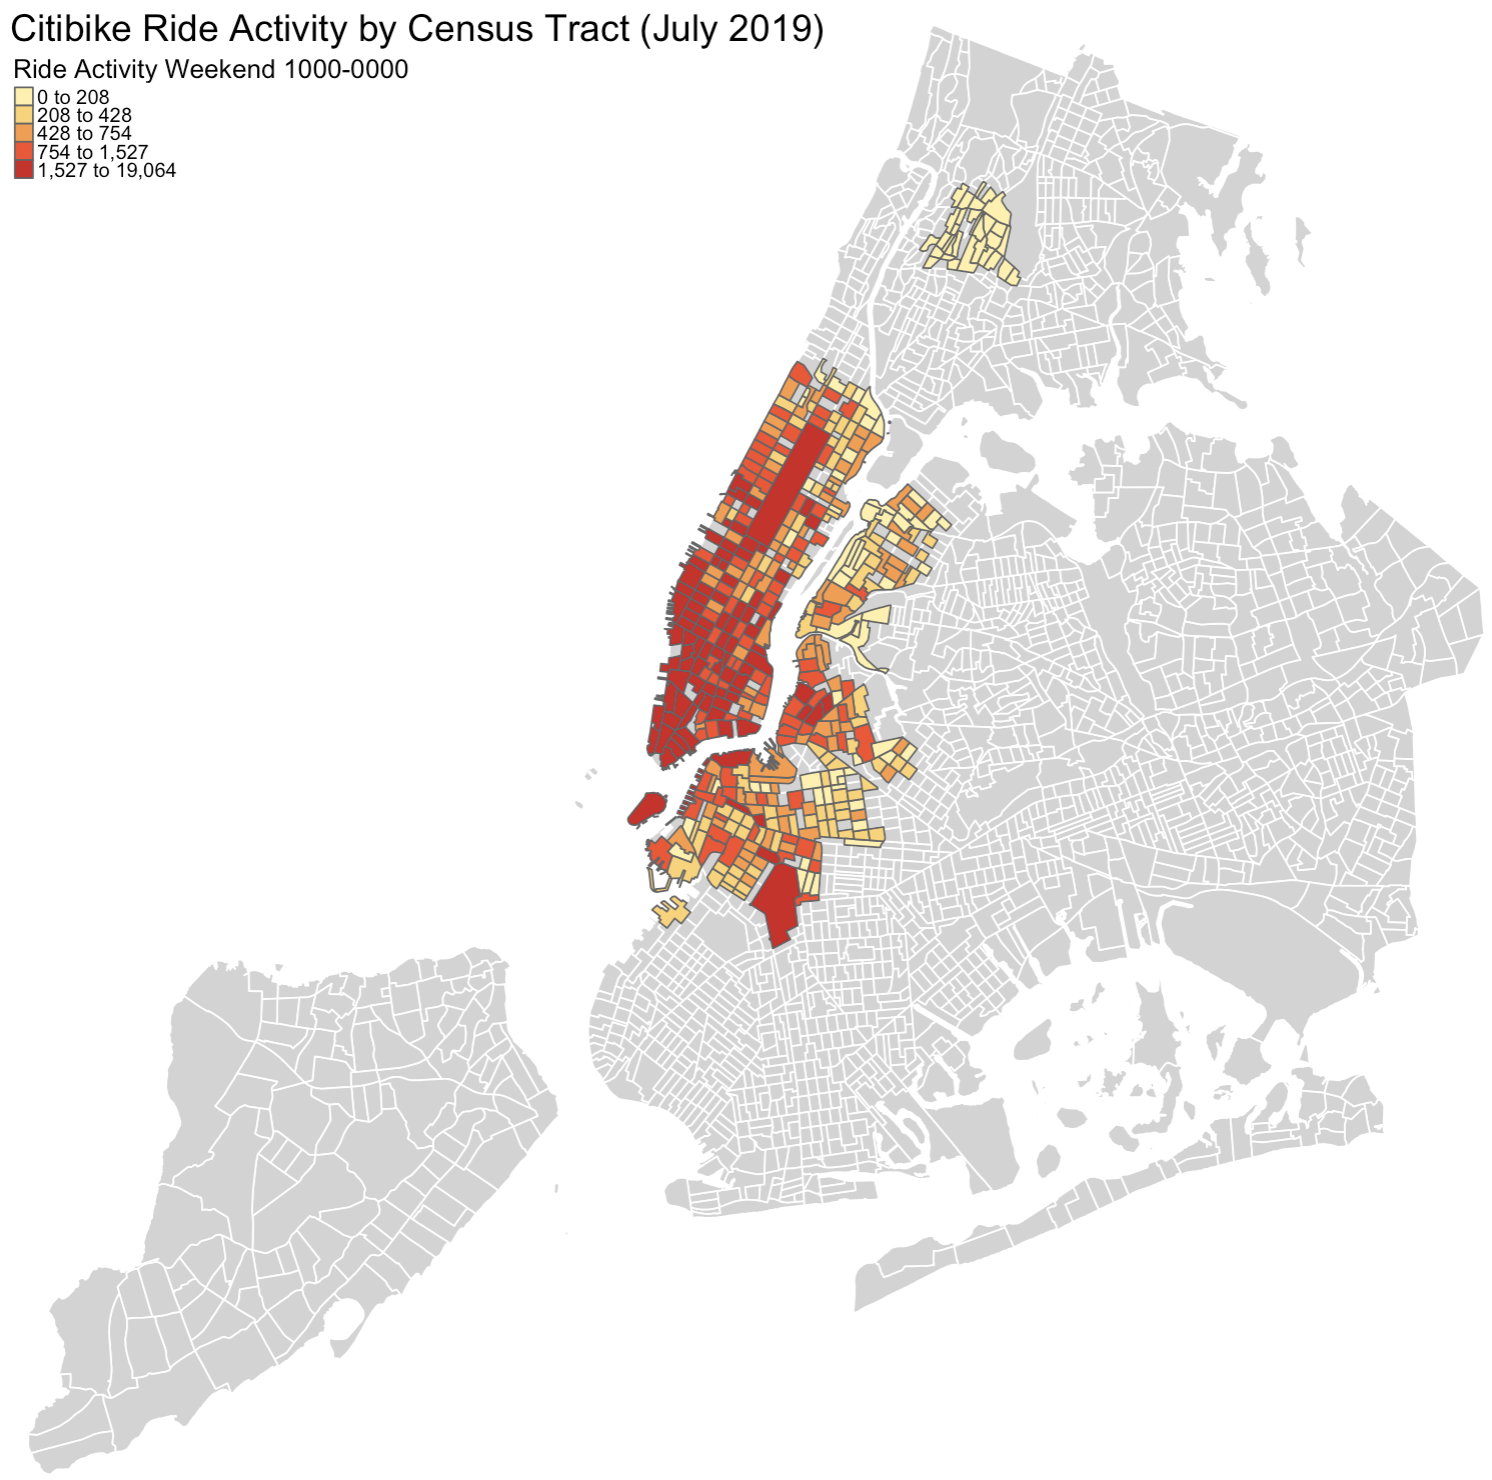 Citibike Ride Activity by Census Tract (July 2019)
Ride Activity Weekend 1000-0000
0 to 208
208 to 428
428 to 754
754 to 1,527
1,527 to 19,064